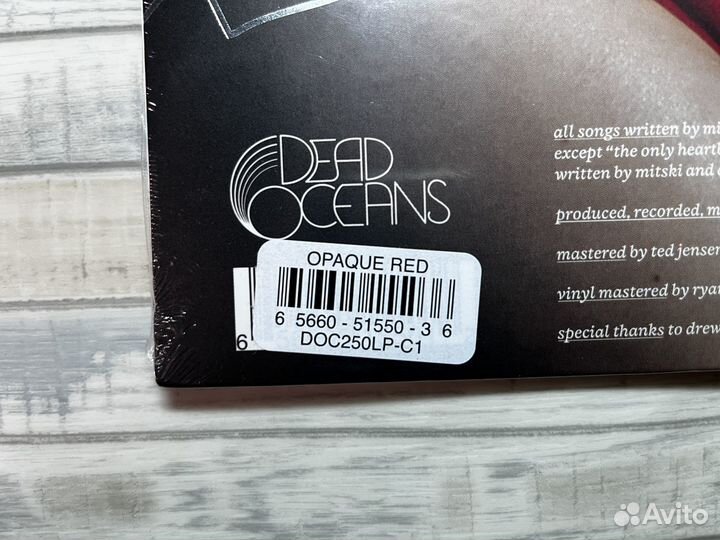 DEAD
OCEANS
OPAQUE RED
6 5660 - 51550 - 3 6
DOC250LP-C1
6
all songs written by mi
except “the only heartb
written by mitski and
produced, recorded, m
mastered by ted jensen
vinyl mastered by ryan
special thanks to drew
Avito